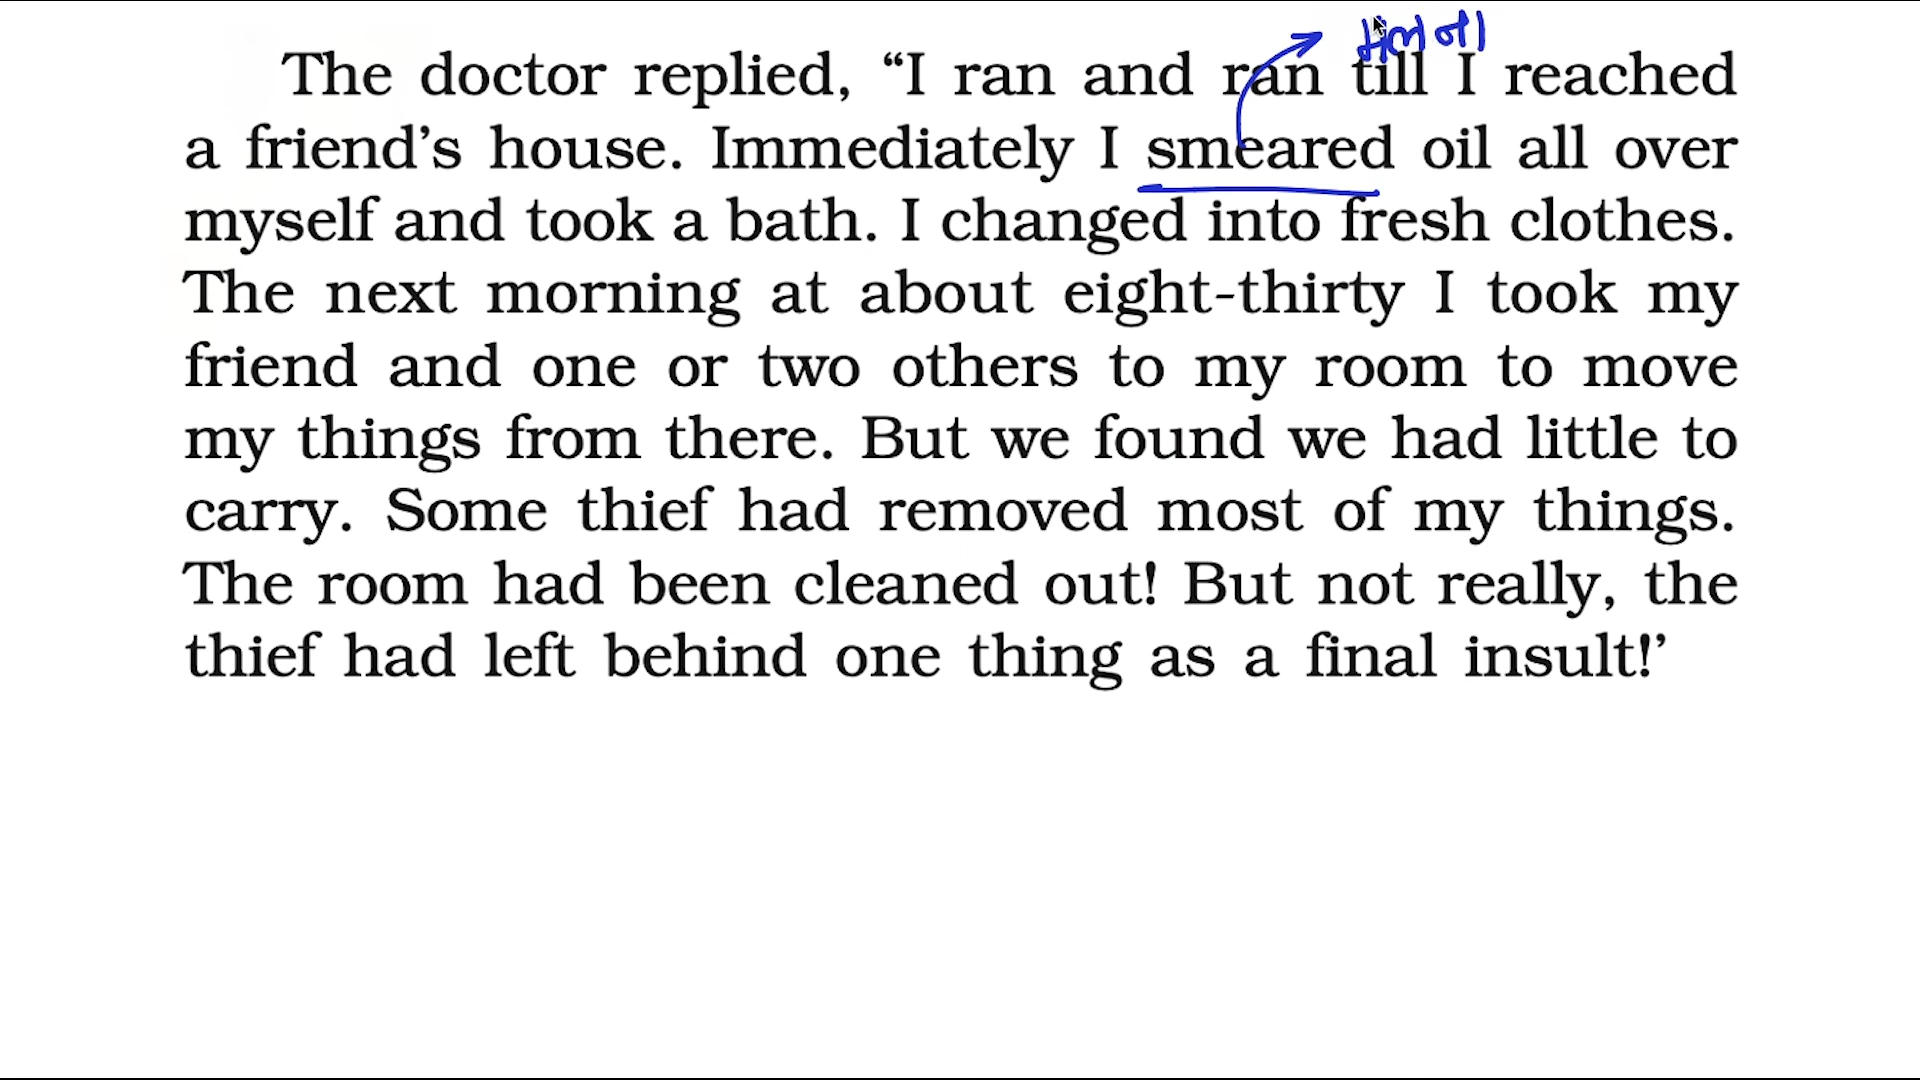 मलना
The doctor replied, “I ran and ran till I reached
a friend’s house. Immediately I smeared oil all over
myself and took a bath. I changed into fresh clothes.
The next morning at about eight-thirty I took my
friend and one or two others to my room to move
my things from there. But we found we had little to
carry. Some thief had removed most of my things.
The room had been cleaned out! But not really, the
thief had left behind one thing as a final insult!’